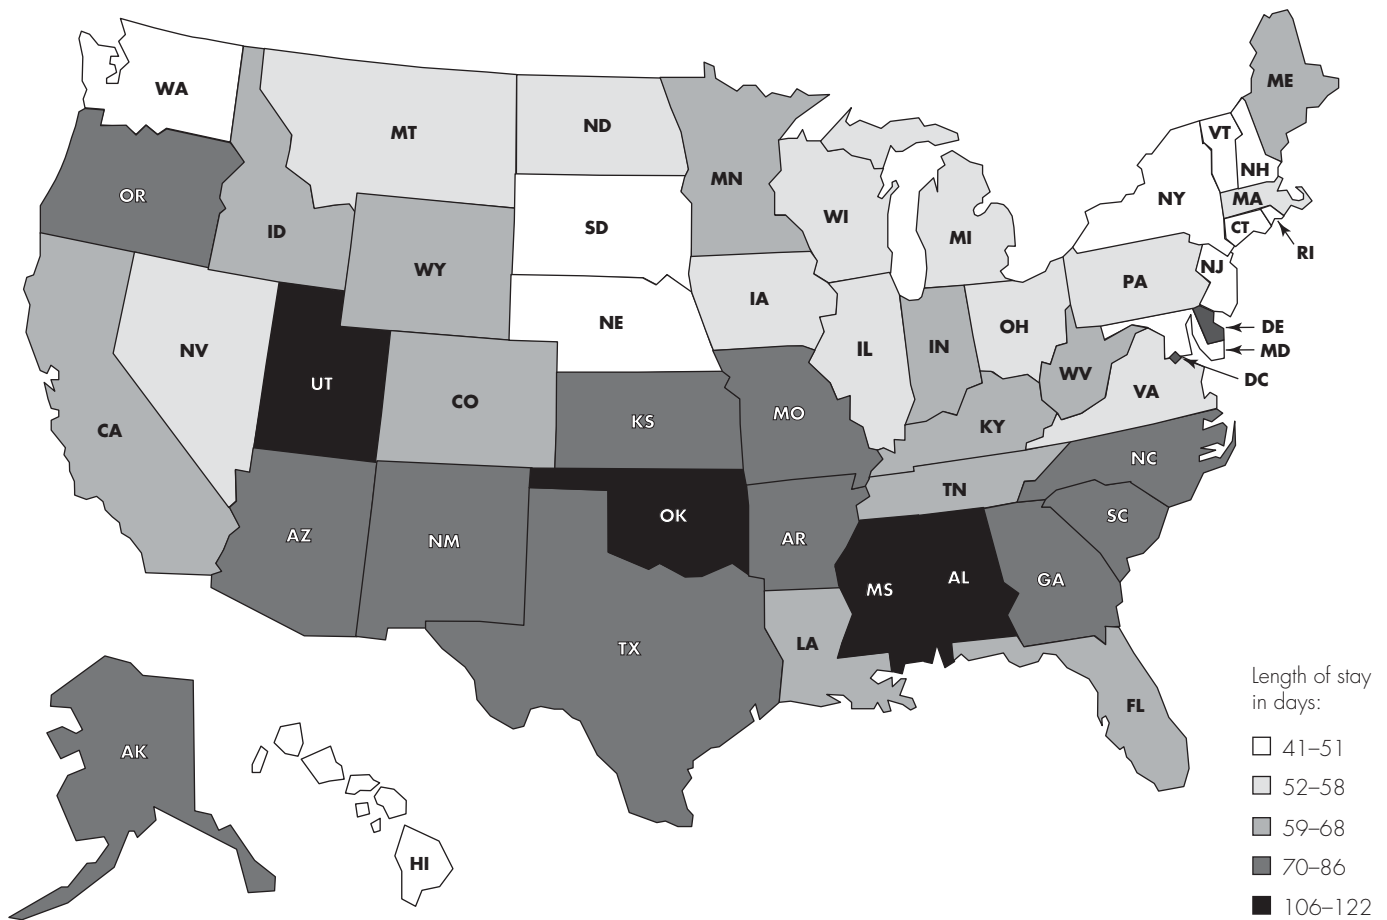 WA
MT
ND
MN
ME
VT
NH
OR
ID
WY
SD
WI
MI
NY
MA
CT
RI
NV
UT
CO
NE
IA
IL
IN
OH
PA
NJ
DE
MD
DC
WV
VA
CA
KS
MO
KY
AZ
NM
OK
AR
TN
NC
SC
MS
AL
GA
TX
LA
FL
AK
HI
Length of stay
in days:
41–51
52–58
59–68
70–86
106–122